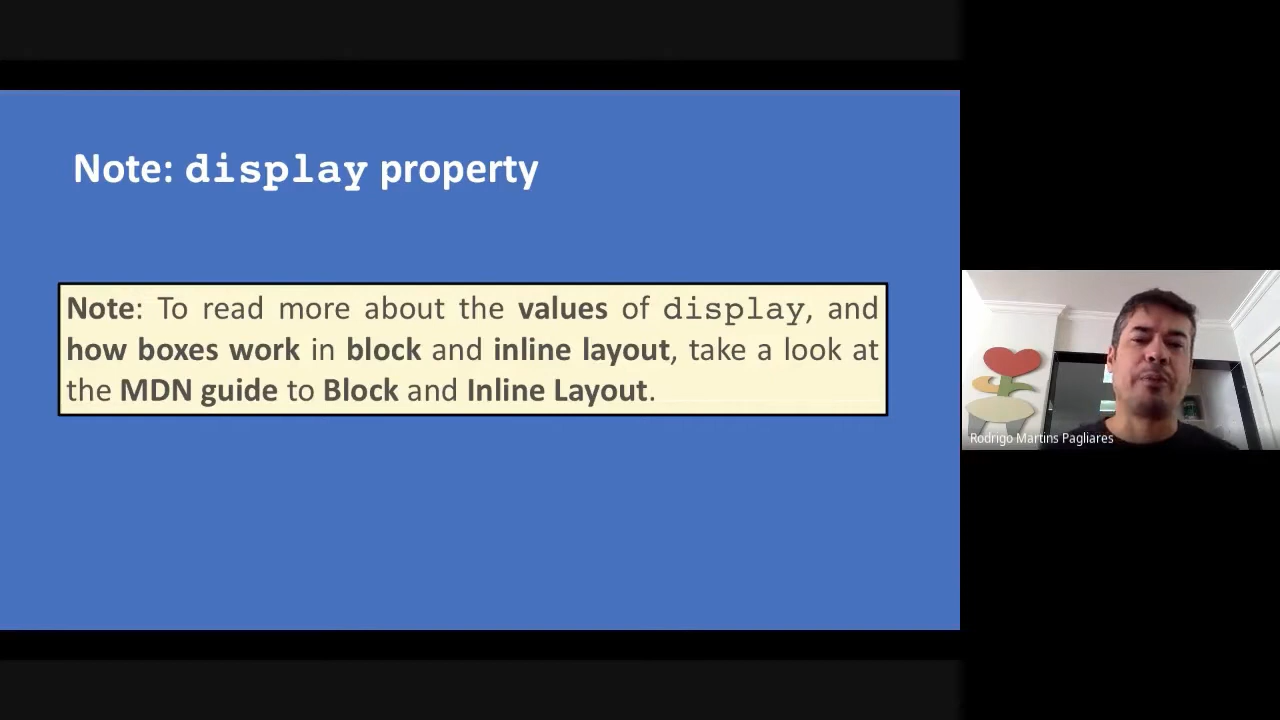 Note: display property
Note: To read more about the values of display, and
how boxes work in block and inline layout, take a look at
the MDN guide to Block and Inline Layout.
Rodrigo Martins Pagliares